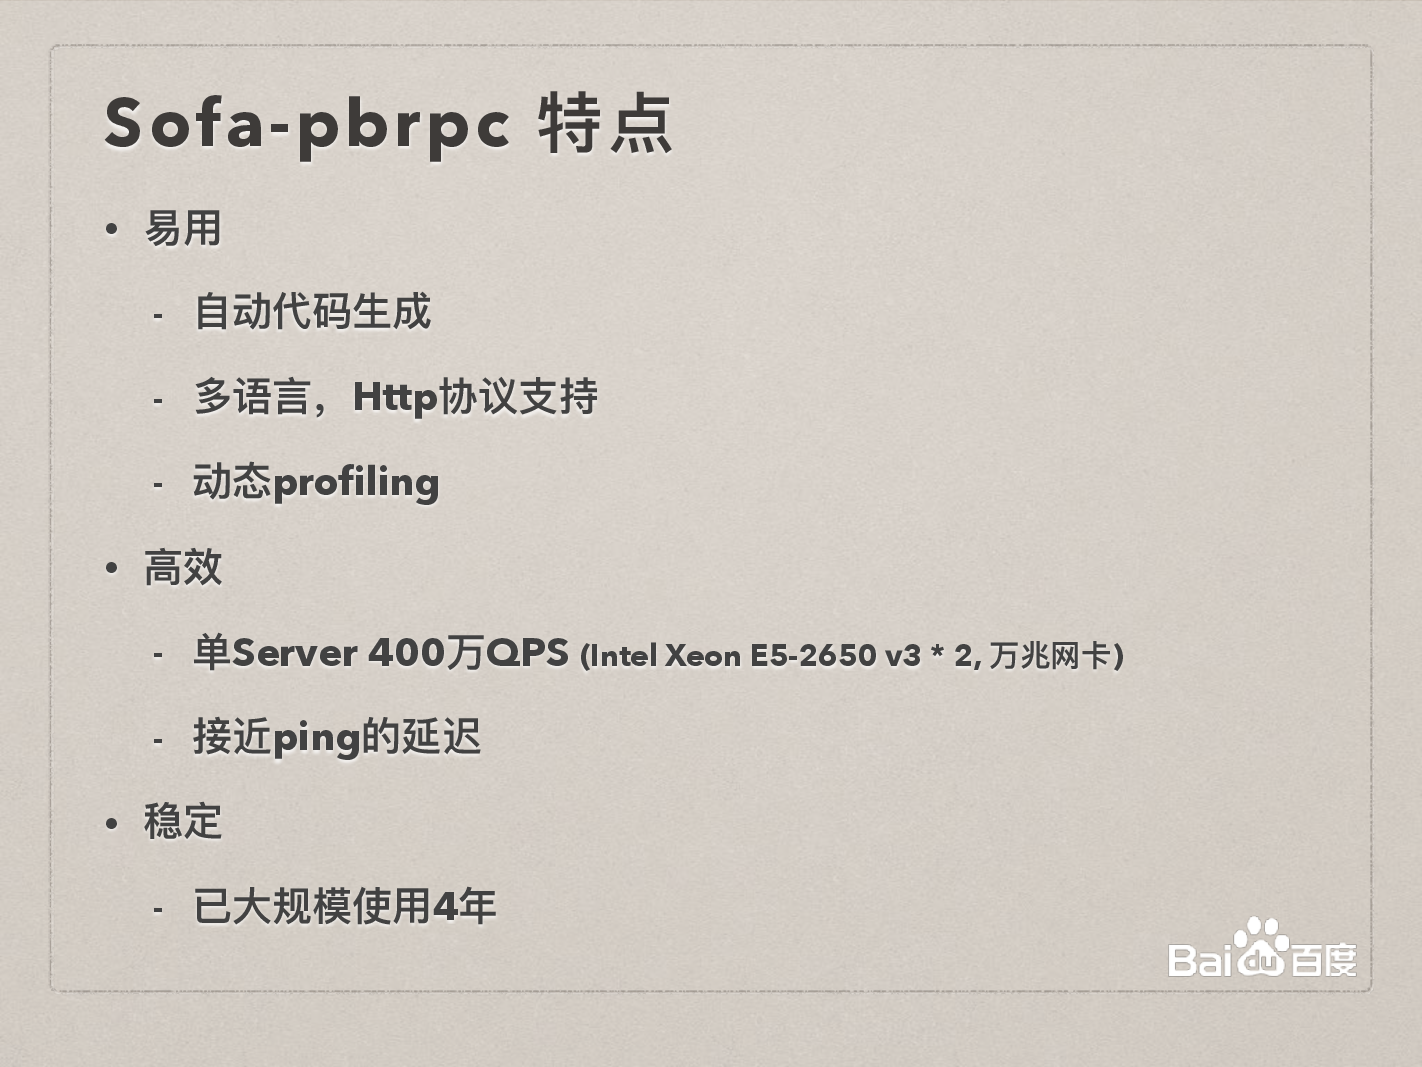 Sofa-pbrpc 特点
• 易用
- 自动代码生成
- 多语言，Http协议支持
- 动态profiling
• 高效
- 单Server 400万QPS (Intel Xeon E5-2650 v3 * 2, 万兆网卡)
- 接近ping的延迟
• 稳定
- 已大规模使用4年
Bai du 百度